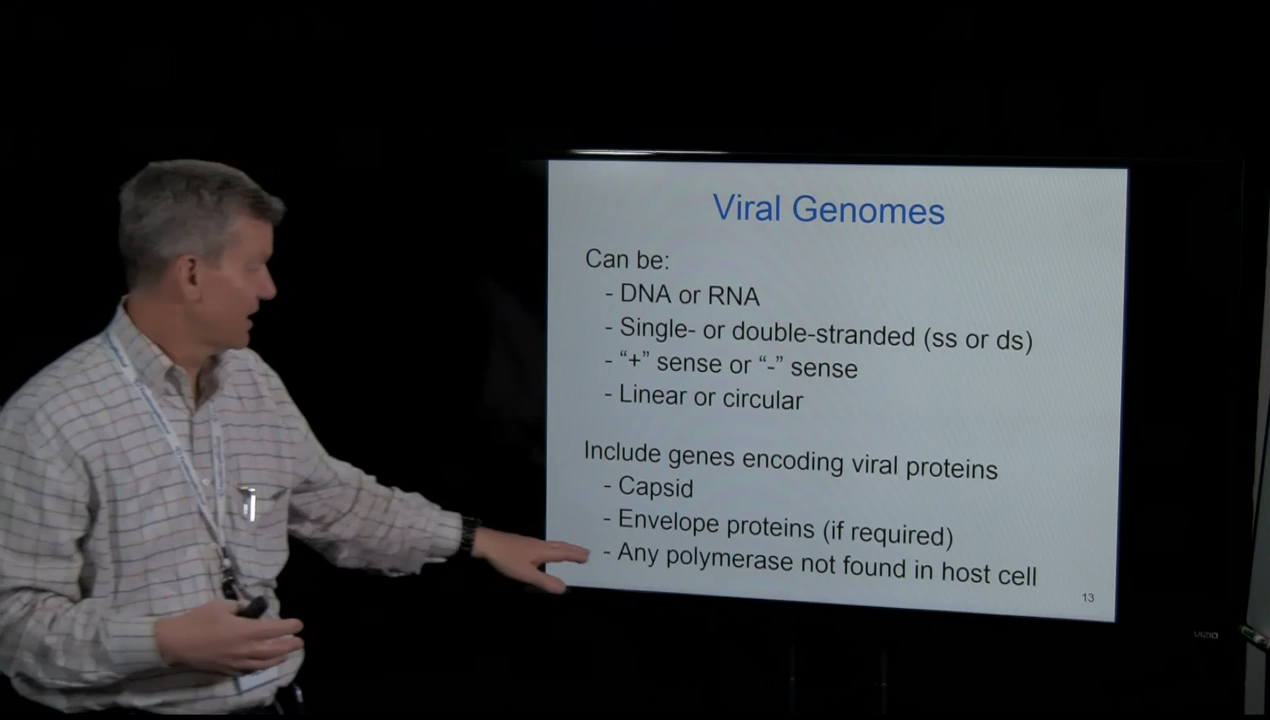 Viral Genomes
Can be:
- DNA or RNA
- Single- or double-stranded (ss or ds)
- “+” sense or “-” sense
- Linear or circular
Include genes encoding viral proteins
- Capsid
- Envelope proteins (if required)
- Any polymerase not found in host cell
13
VIZIO